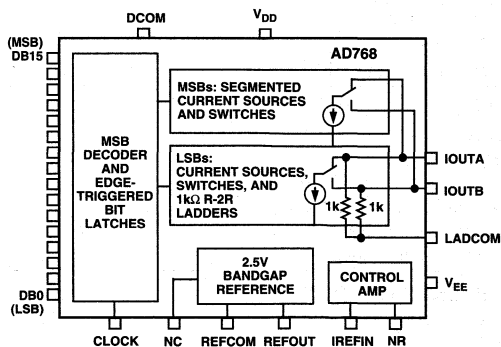 DCOM
VDD
(MSB)
DB15
AD768
MSBs: SEGMENTED
CURRENT SOURCES
AND SWITCHES
MSB
DECODER
AND
EDGE-
TRIGGERED
BIT
LATCHES
LSBs:
CURRENT SOURCES,
SWITCHES, AND
1kΩ R-2R
LADDERS
1k
1k
IOUTA
IOUTB
LADCOM
2.5V
BANDGAP
REFERENCE
CONTROL
AMP
VEE
DB0
(LSB)
CLOCK
NC
REFCOM
REFOUT
IREFIN
NR